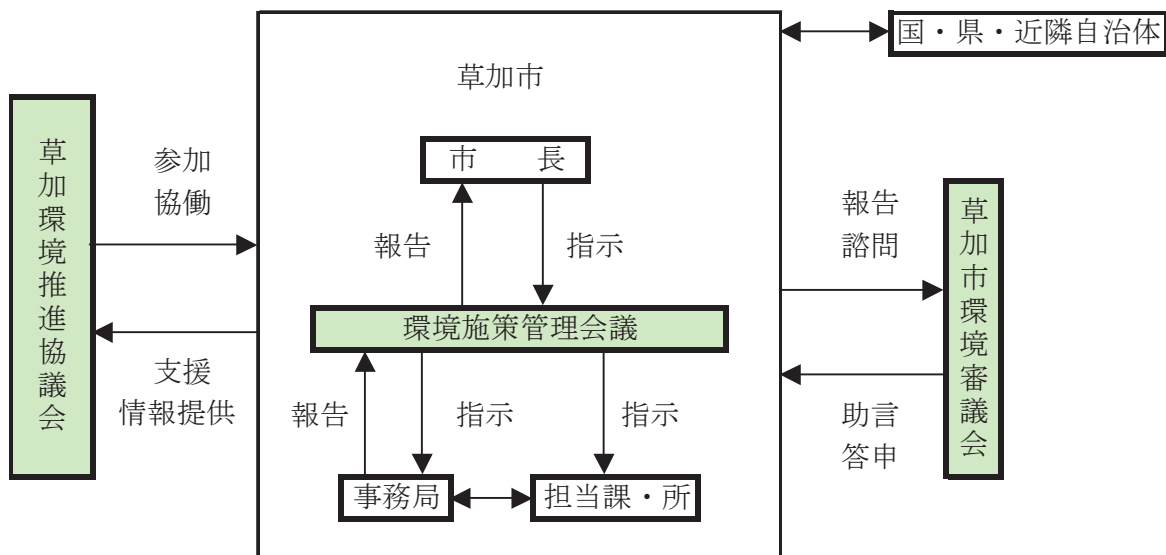 国・県・近隣自治体
草加市
草加環境推進協議会
参加
協働
支援
情報提供
市　　長
報告
指示
環境施策管理会議
報告
指示
指示
事務局
担当課・所
報告
諮問
助言
答申
草加市環境審議会